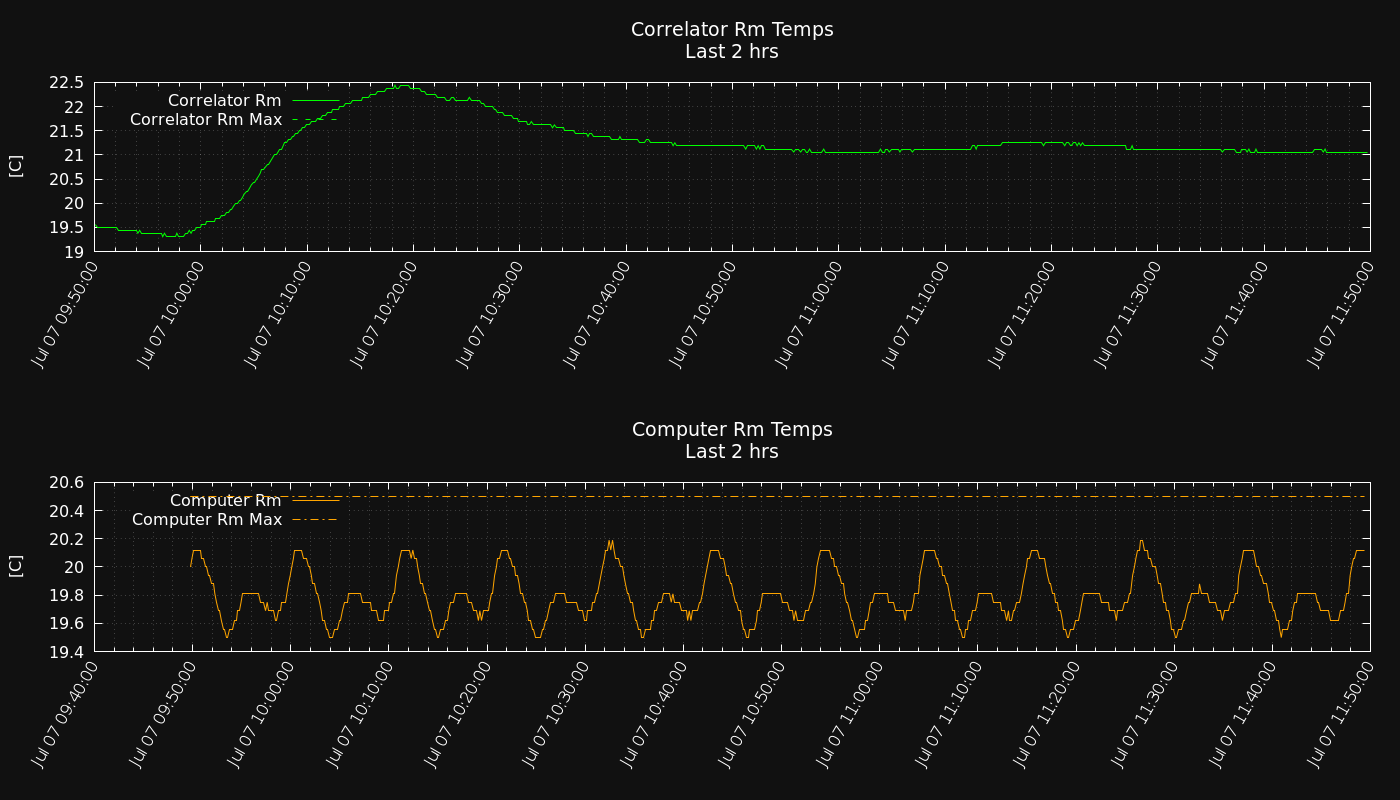 Correlator Rm Temps
Last 2 hrs
22.5
22
21.5
21
20.5
20
19.5
19
[C]
Correlator Rm
Correlator Rm Max
Jul 07 09:50:00
Jul 07 10:00:00
Jul 07 10:10:00
Jul 07 10:20:00
Jul 07 10:30:00
Jul 07 10:40:00
Jul 07 10:50:00
Jul 07 11:00:00
Jul 07 11:10:00
Jul 07 11:20:00
Jul 07 11:30:00
Jul 07 11:40:00
Jul 07 11:50:00
Computer Rm Temps
Last 2 hrs
20.6
20.4
20.2
20
19.8
19.6
19.4
[C]
Computer Rm
Computer Rm Max
Jul 07 09:40:00
Jul 07 09:50:00
Jul 07 10:00:00
Jul 07 10:10:00
Jul 07 10:20:00
Jul 07 10:30:00
Jul 07 10:40:00
Jul 07 10:50:00
Jul 07 11:00:00
Jul 07 11:10:00
Jul 07 11:20:00
Jul 07 11:30:00
Jul 07 11:40:00
Jul 07 11:50:00